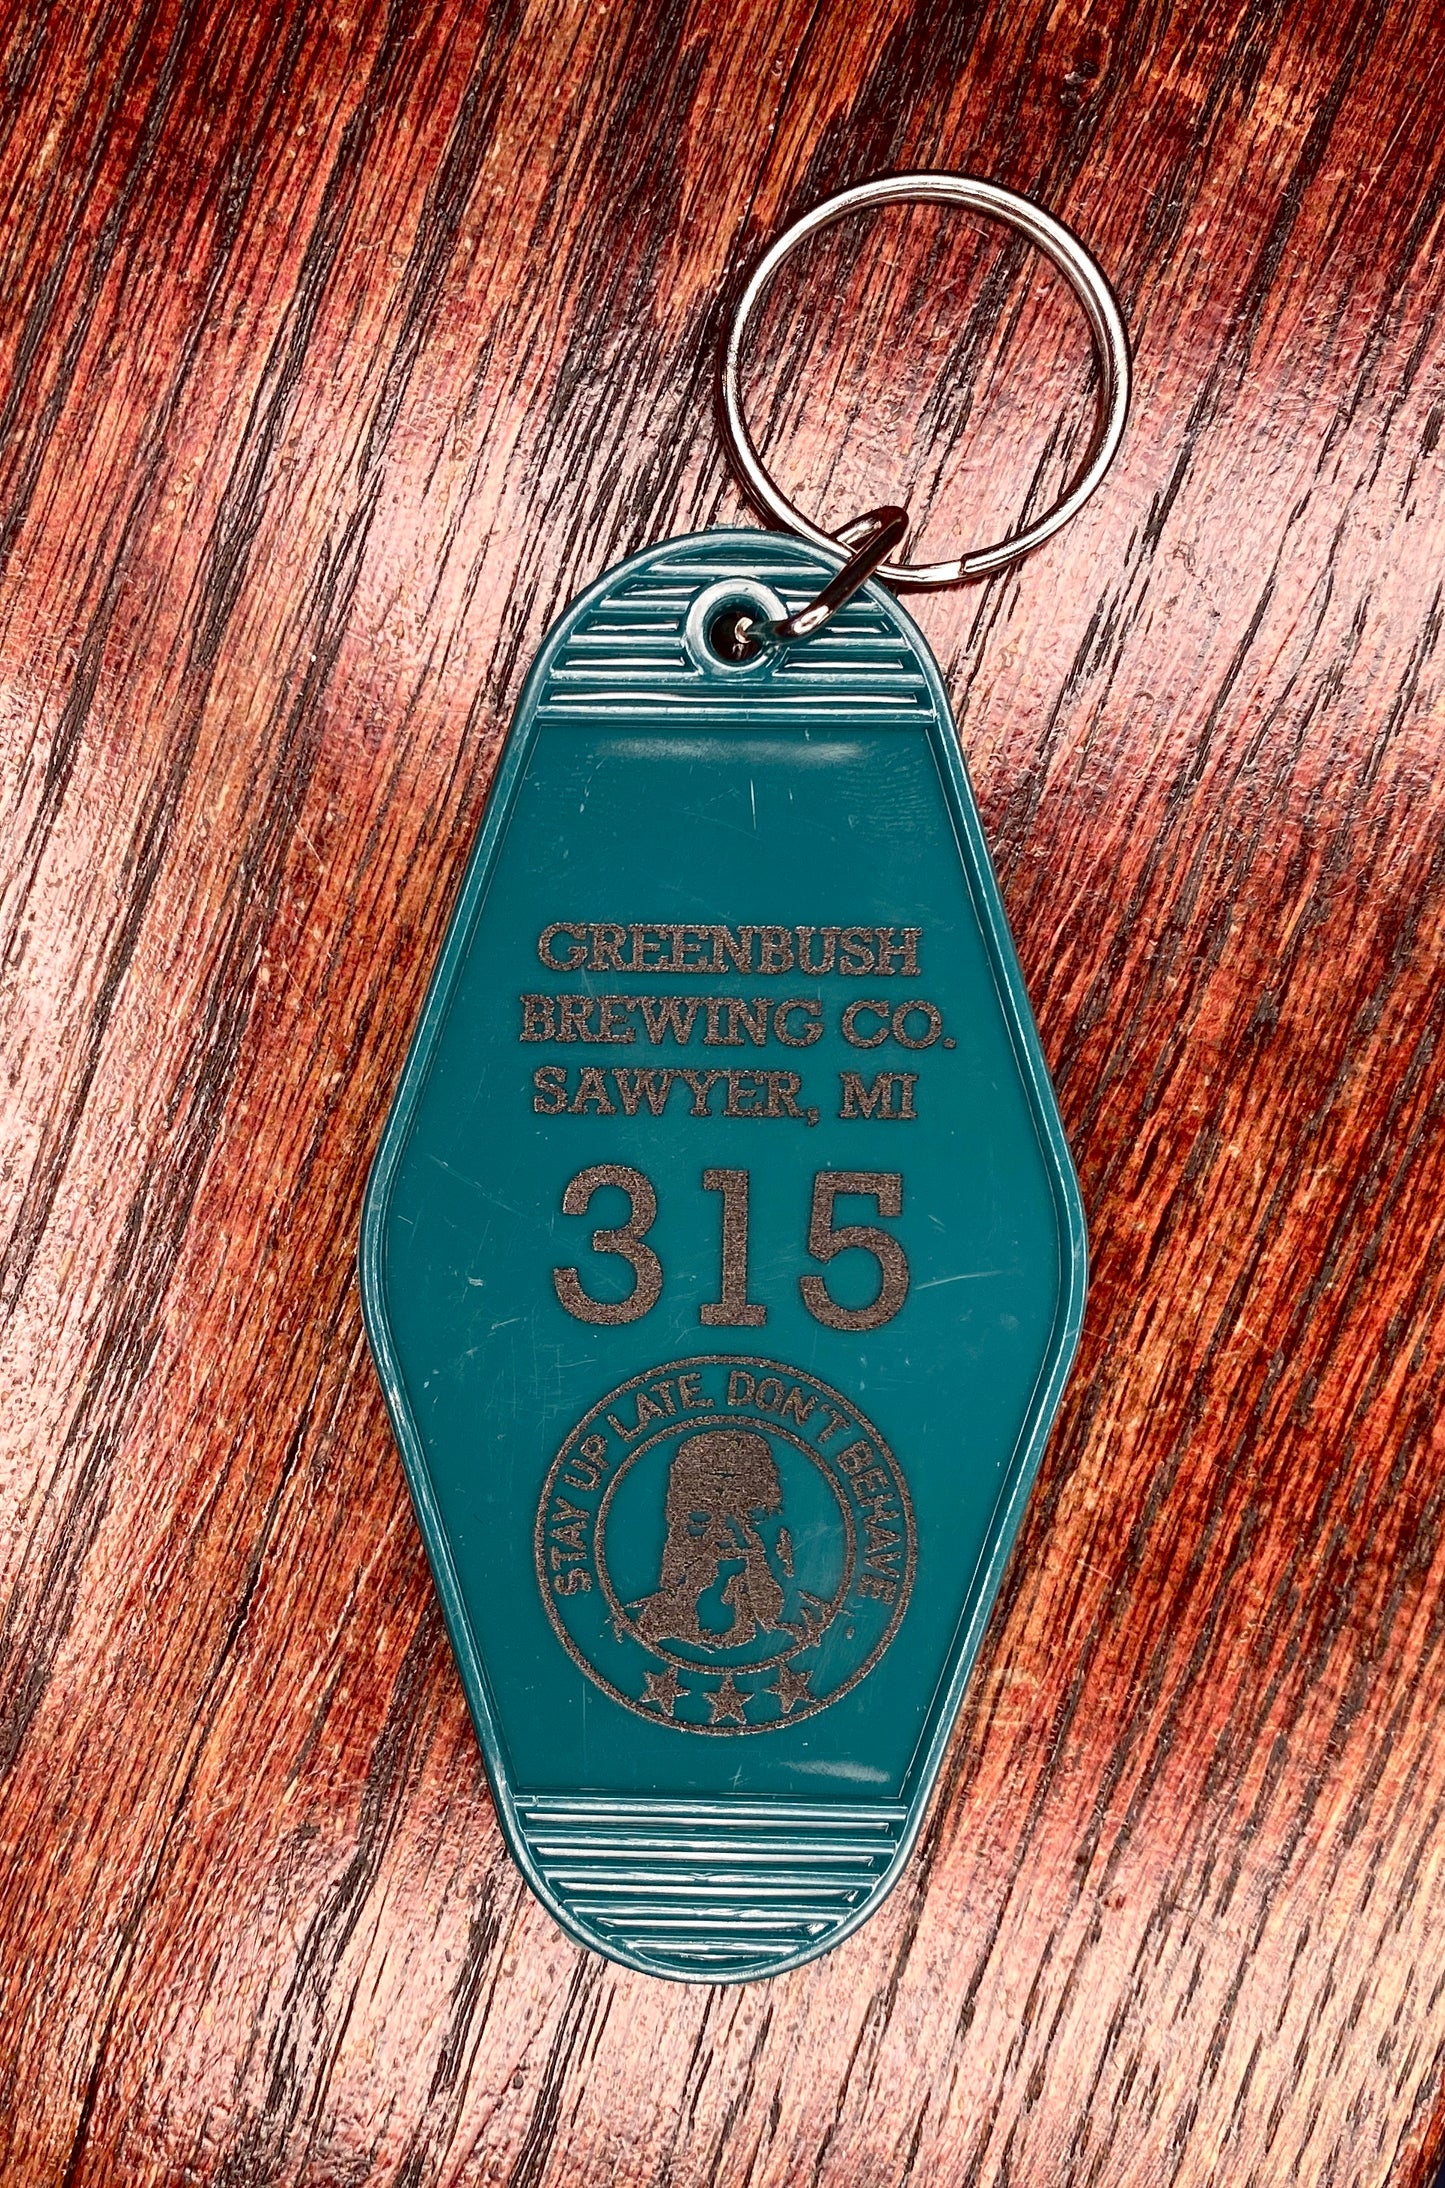 GREENBUSH
BREWING CO.
SAWYER, MI
315
STAY UP LATE. DON'T BEHAVE